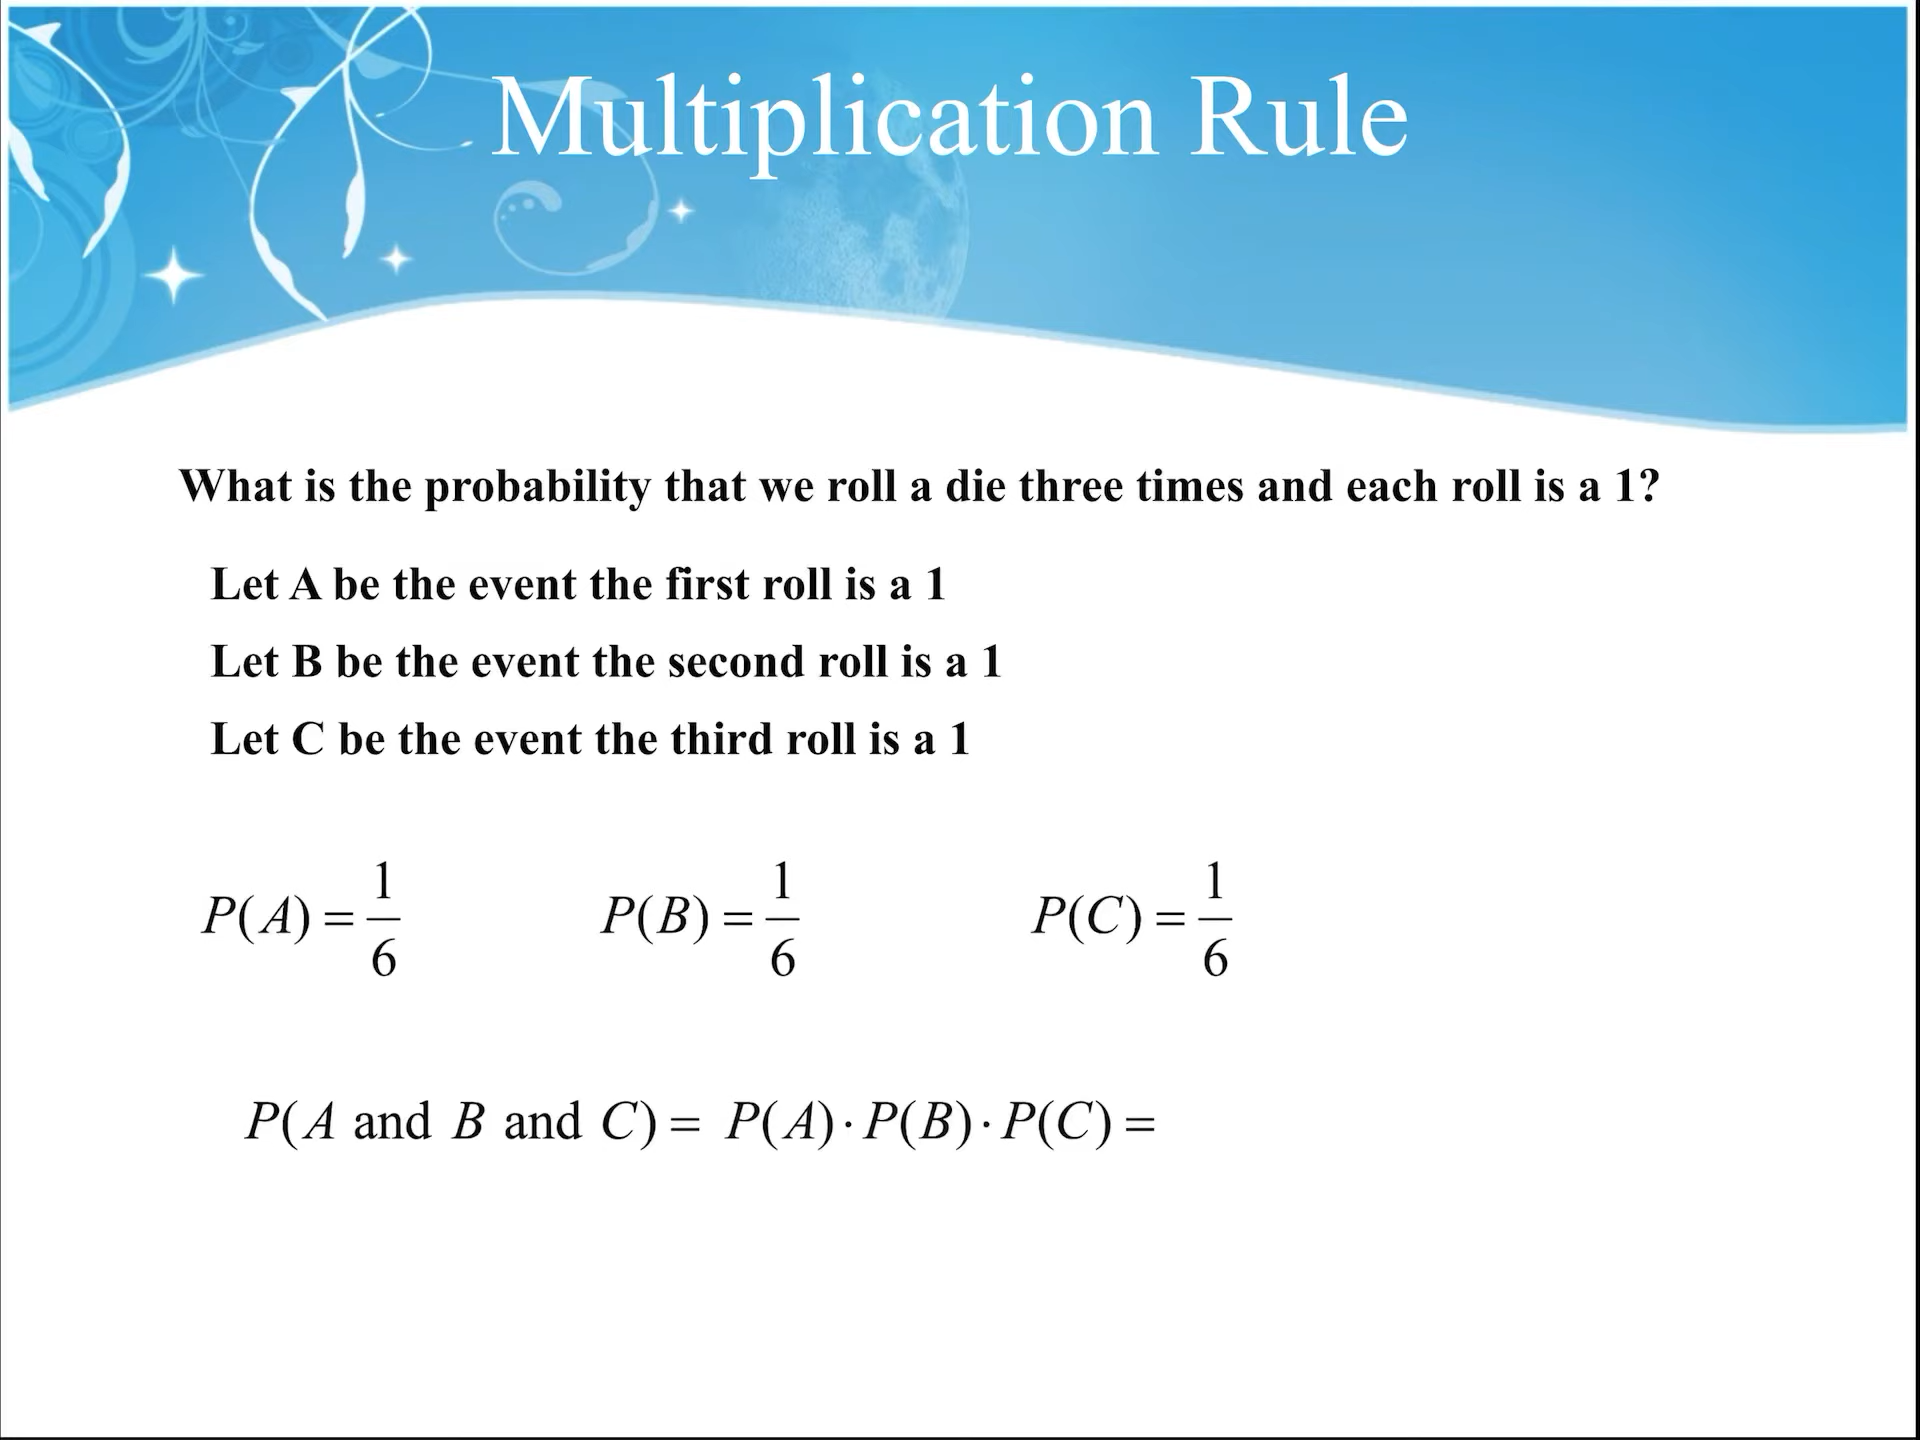 Multiplication Rule
What is the probability that we roll a die three times and each roll is a 1?
Let A be the event the first roll is a 1
Let B be the event the second roll is a 1
Let C be the event the third roll is a 1
P(A) = 1/6 P(B) = 1/6 P(C) = 1/6
P(A and B and C) = P(A)·P(B)·P(C) =